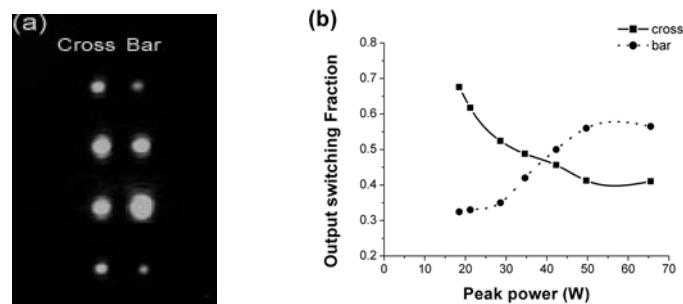 (a)
Cross Bar
(b)
cross
bar
Output switching Fraction
0.8
0.7
0.6
0.5
0.4
0.3
0.2
0 10 20 30 40 50 60 70
Peak power (W)